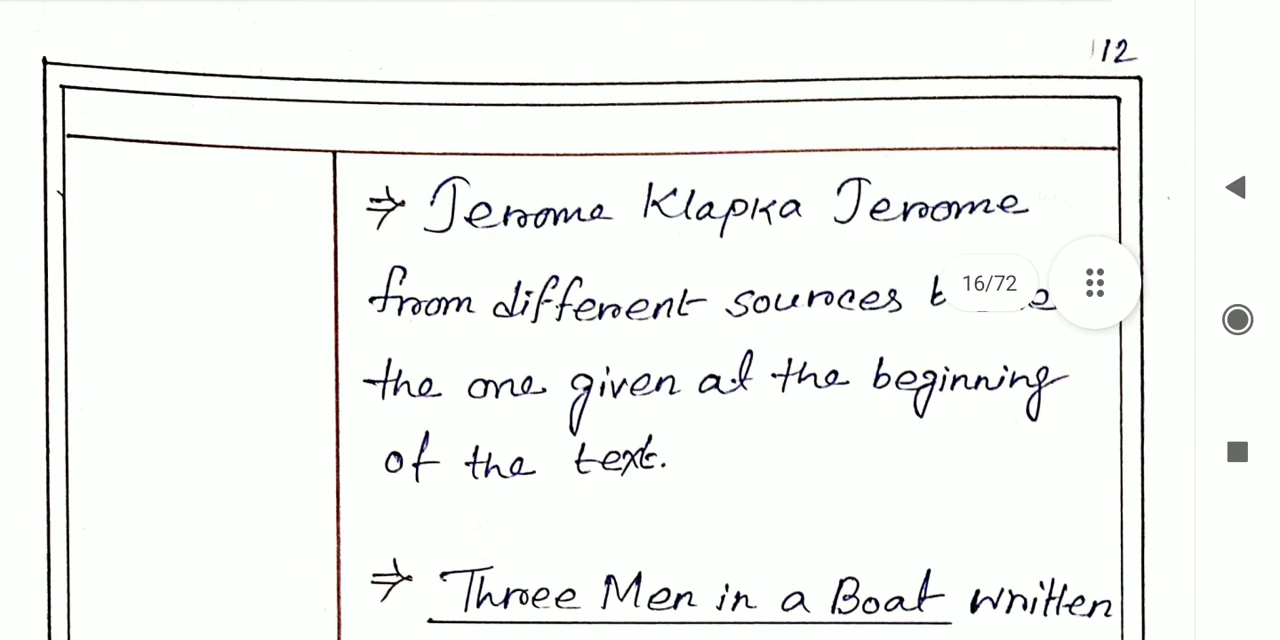 112
⇒ Jerome Klapka Jerome
from different sources
16/72
the one given at the beginning
of the text.
⇒ Three Men in a Boat written